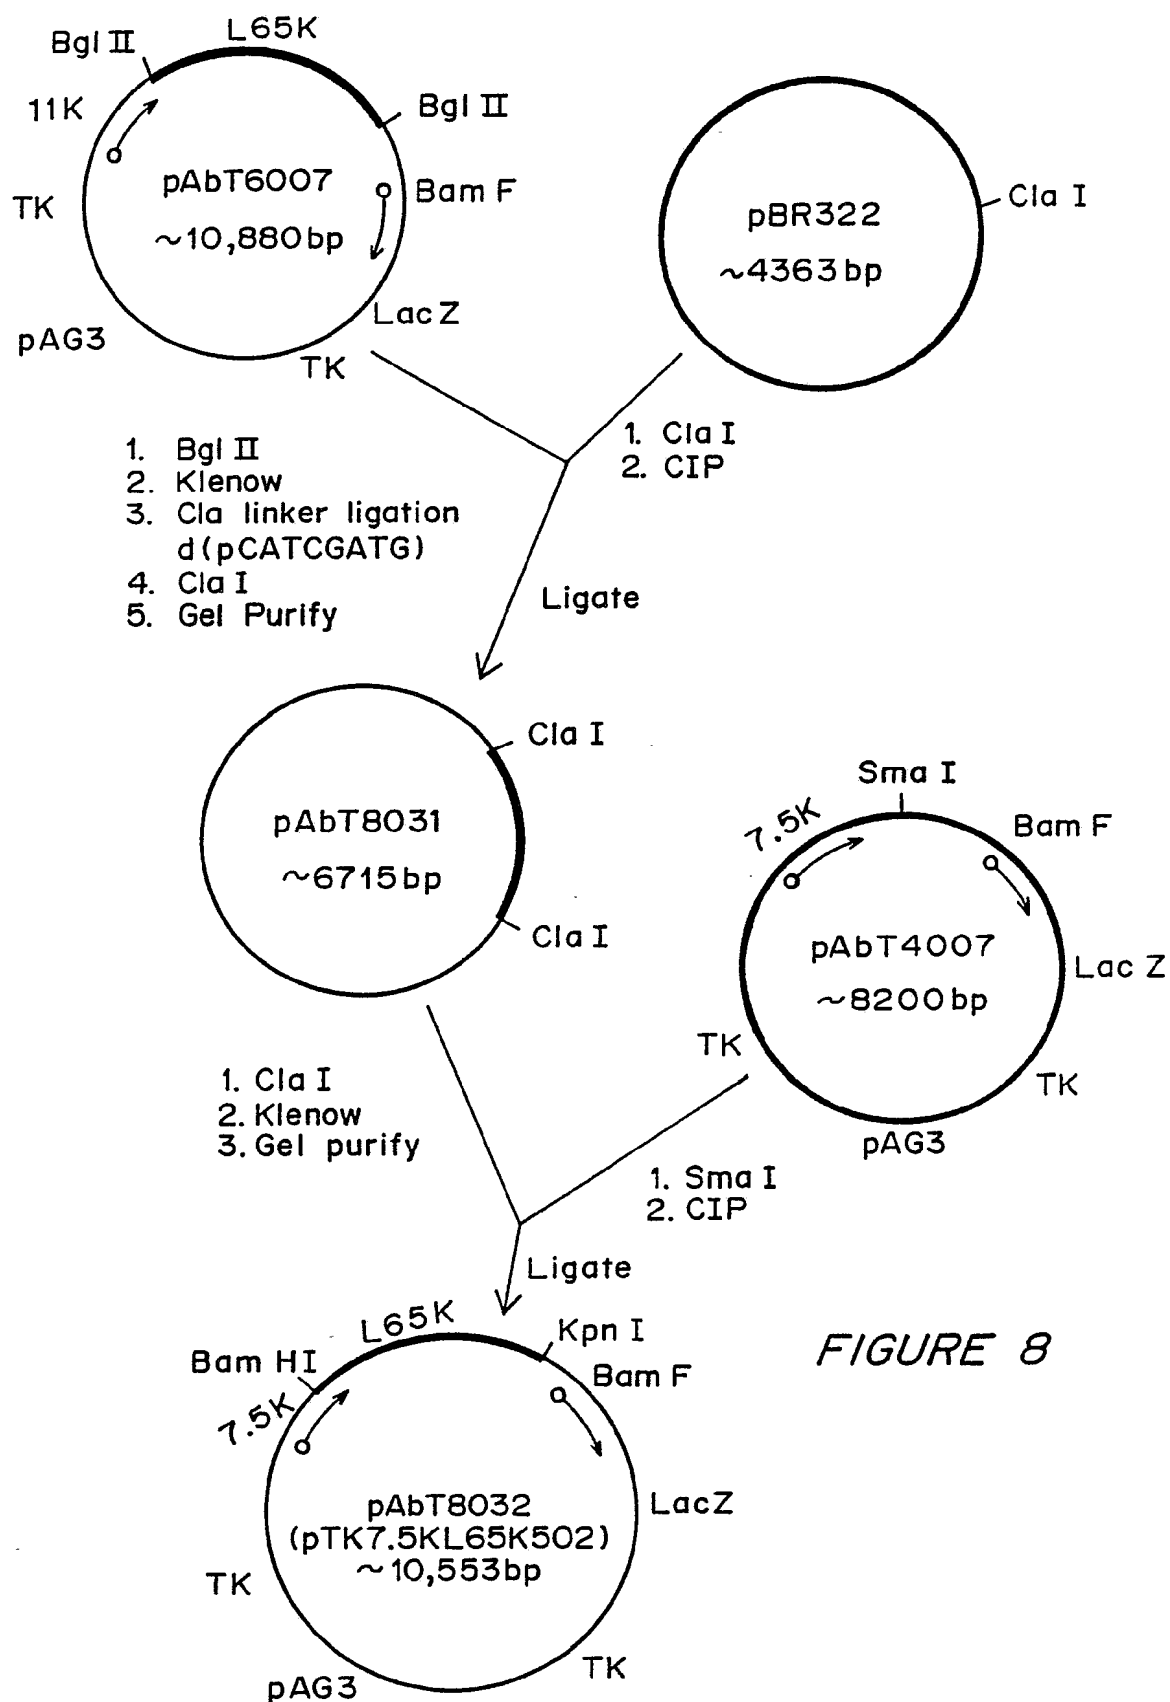 L65K
Bgl II
Bgl II
11K
pAbT6007
~10,880bp
Bam F
TK
LacZ
pAG3
TK
pBR322
~4363bp
Cla I
1. Bgl II
2. Klenow
3. Cla linker ligation
d(pCATCGATG)
4. Cla I
5. Gel Purify
1. Cla I
2. CIP
Ligate
Cla I
pAbT8031
~6715bp
Cla I
Sma I
7.5K
Bam F
pAbT4007
~8200bp
Lac Z
TK
TK
pAG3
1. Cla I
2. Klenow
3. Gel purify
1. Sma I
2. CIP
Ligate
L65K
Kpn I
Bam HI
Bam F
7.5K
pAbT8032
(pTK7.5KL65K502)
~10,553bp
LacZ
TK
TK
pAG3
FIGURE 8